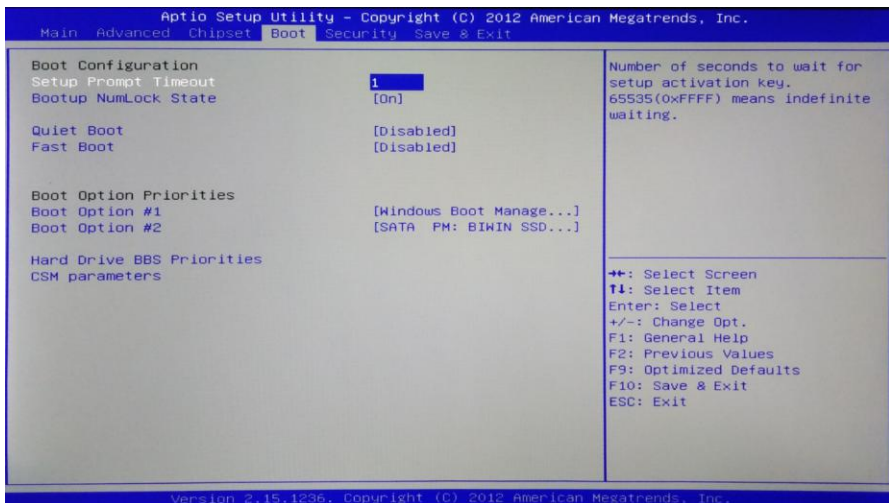 Aptio Setup Utility – Copyright (C) 2012 American Megatrends, Inc.
Main Advanced Chipset Boot Security Save & Exit
Boot Configuration
Setup Prompt Timeout 1
Bootup NumLock State [On]
Quiet Boot [Disabled]
Fast Boot [Disabled]
Boot Option Priorities
Boot Option #1 [Windows Boot Manage...]
Boot Option #2 [SATA PM: BIWIN SSD...]
Hard Drive BBS Priorities
CSM parameters
Number of seconds to wait for
setup activation key.
65535(0xFFFF) means indefinite
waiting.
→←: Select Screen
↑↓: Select Item
Enter: Select
+/-: Change Opt.
F1: General Help
F2: Previous Values
F9: Optimized Defaults
F10: Save & Exit
ESC: Exit
Version 2.15.1236. Copyright (C) 2012 American Megatrends, Inc.